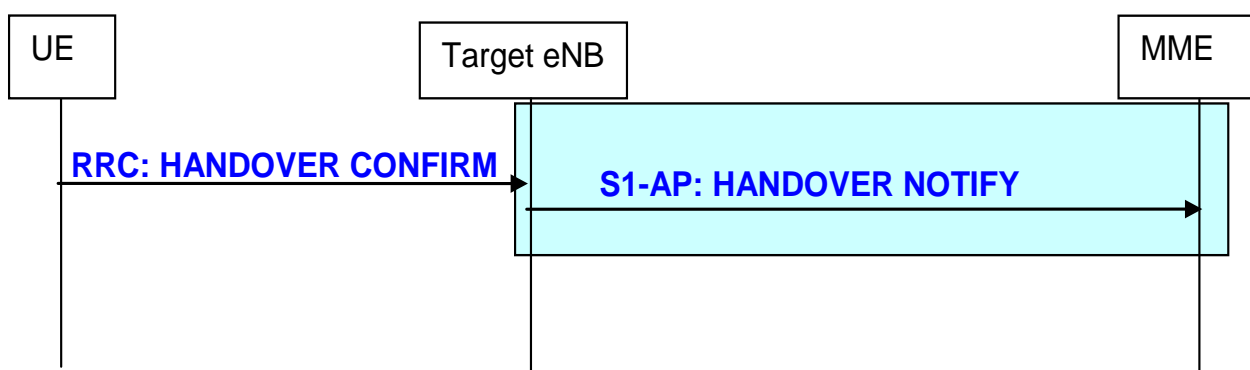 UE
Target eNB
MME
RRC: HANDOVER CONFIRM
S1-AP: HANDOVER NOTIFY